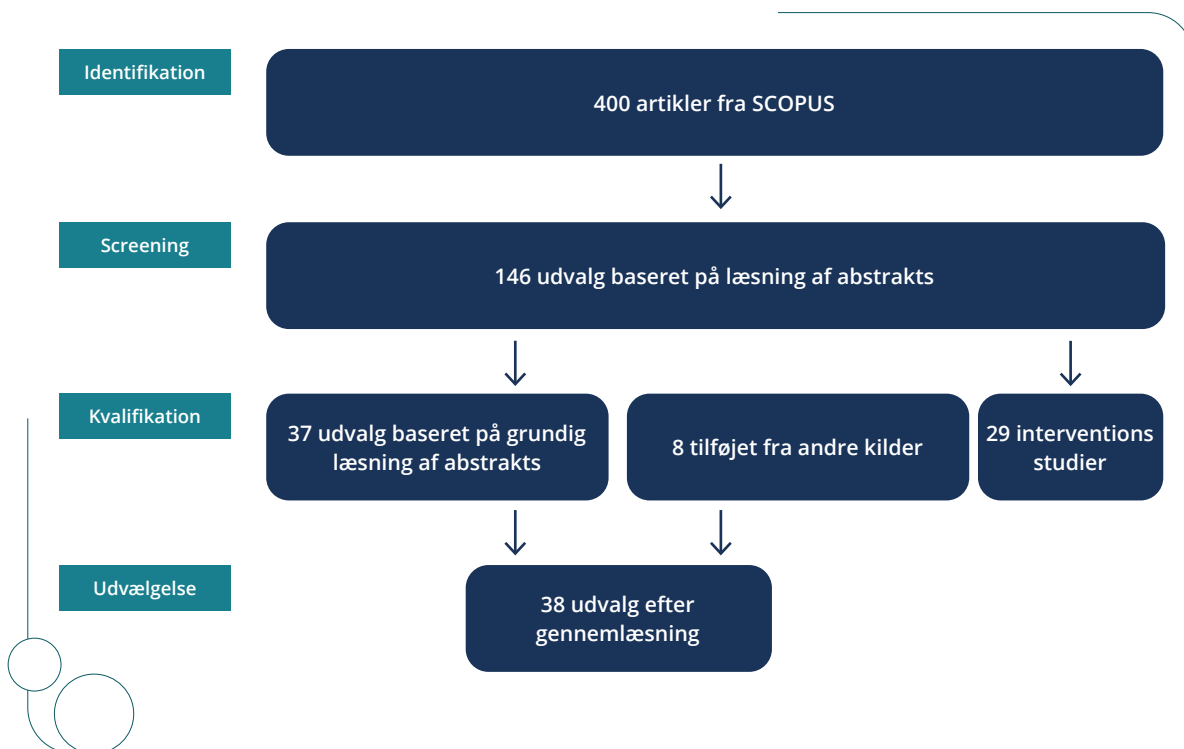 Identifikation
400 artikler fra SCOPUS
Screening
146 udvalg baseret på læsning af abstrakts
Kvalifikation
37 udvalg baseret på grundig
læsning af abstrakts
8 tilføjet fra andre kilder
29 interventions
studier
Udvælgelse
38 udvalg efter
gennemlæsning